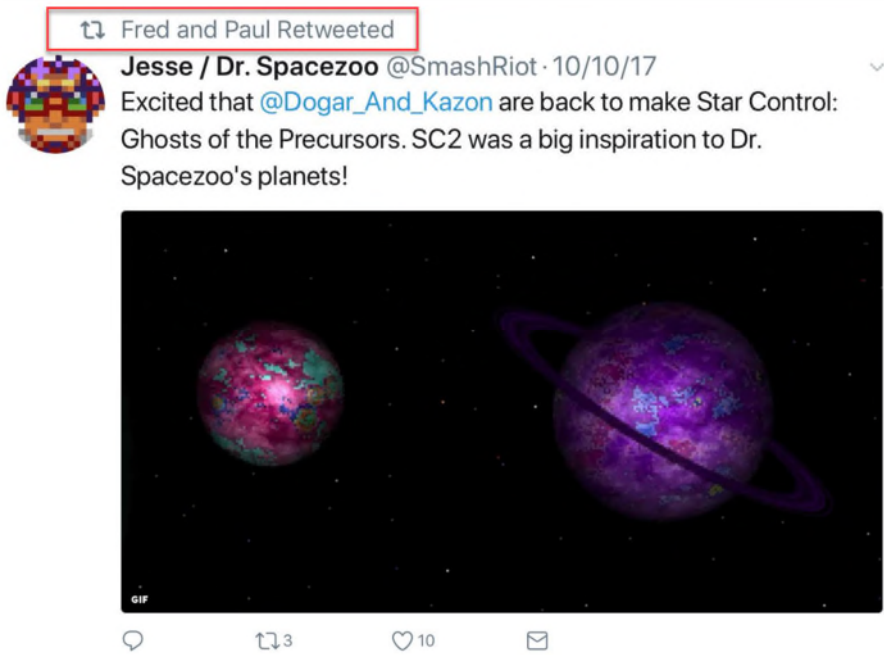 Fred and Paul Retweeted
Jesse / Dr. Spacezoo @SmashRiot · 10/10/17
Excited that @Dogar_And_Kazon are back to make Star Control:
Ghosts of the Precursors. SC2 was a big inspiration to Dr.
Spacezoo's planets!
GIF
3 10